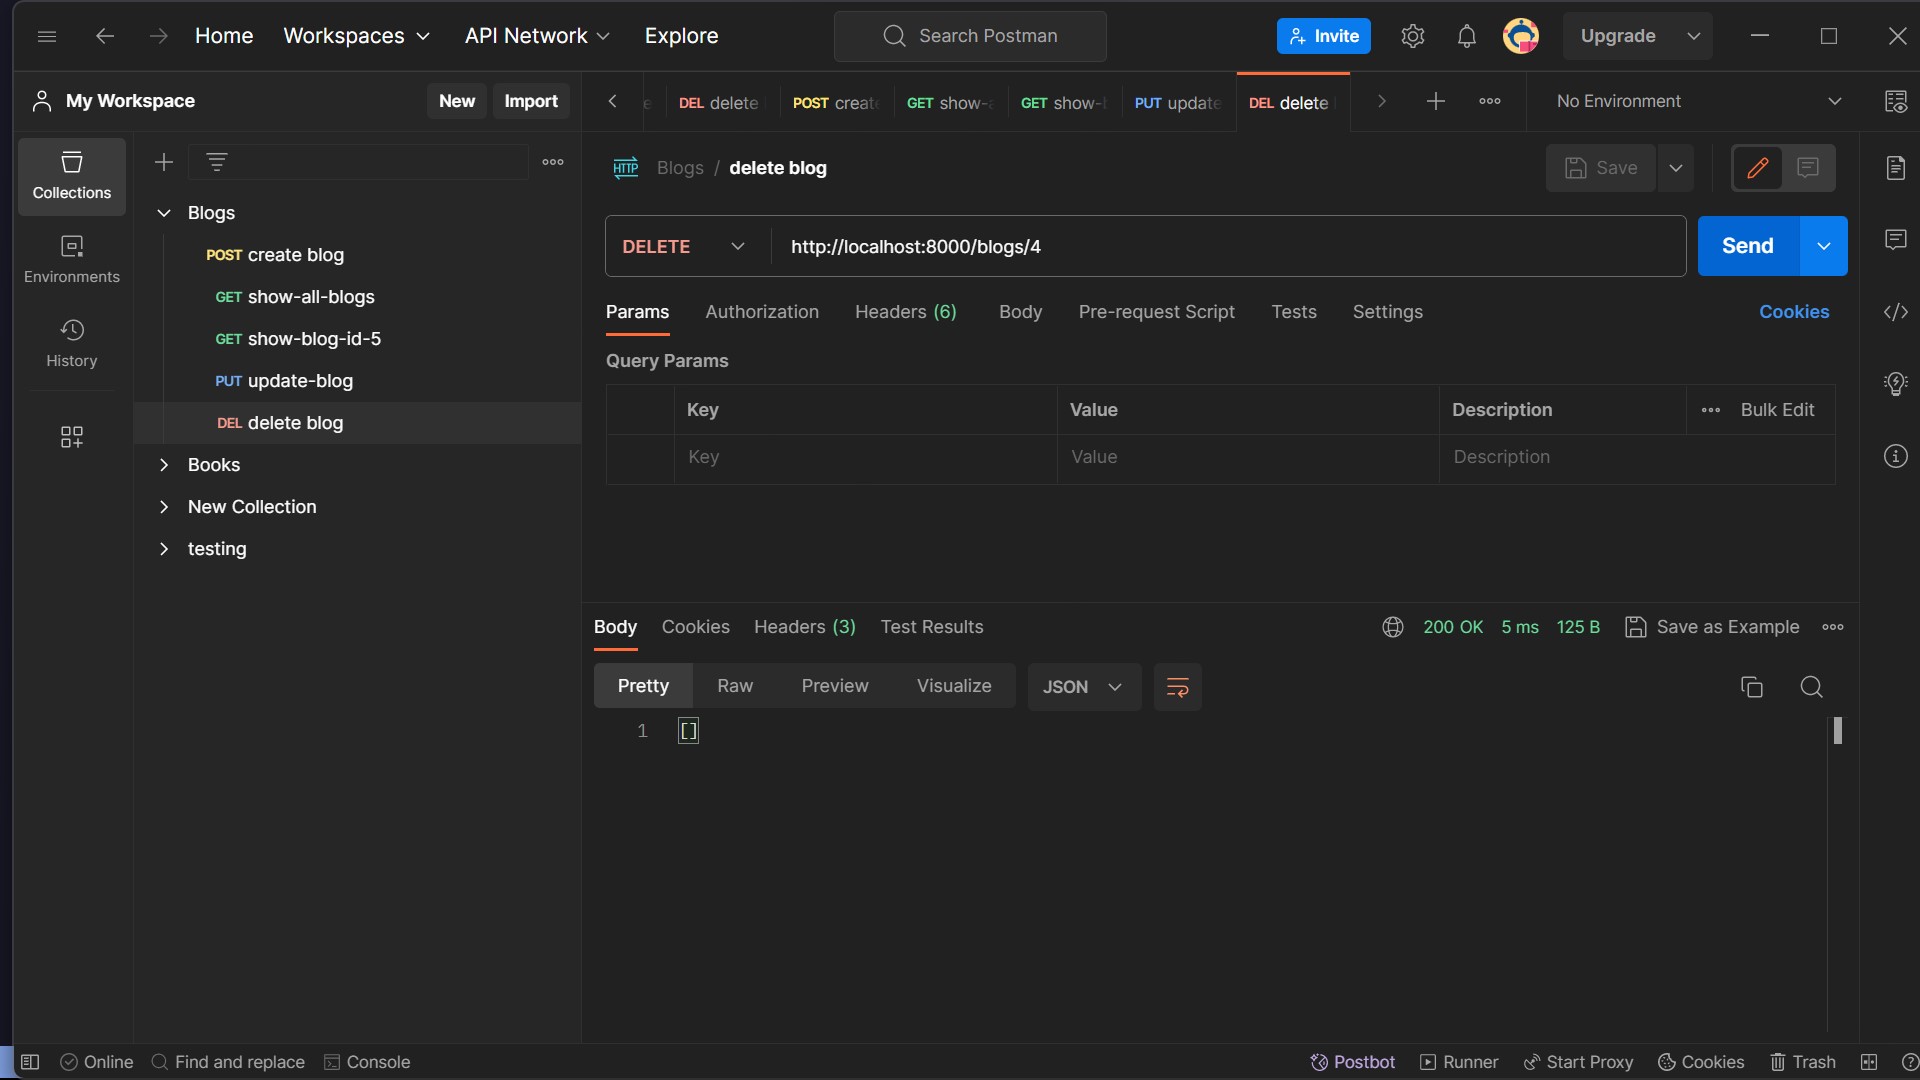 Home Workspaces API Network Explore Search Postman Invite Upgrade
My Workspace New Import
DEL delete POST create GET show-a GET show-b PUT update DEL delete No Environment
Collections
Environments
History
Blogs
POST create blog
GET show-all-blogs
GET show-blog-id-5
PUT update-blog
DEL delete blog
Books
New Collection
testing
HTTP Blogs / delete blog Save
DELETE http://localhost:8000/blogs/4 Send
Params Authorization Headers (6) Body Pre-request Script Tests Settings Cookies
Query Params
Key Value Description Bulk Edit
Key Value Description
Body Cookies Headers (3) Test Results 200 OK 5 ms 125 B Save as Example
Pretty Raw Preview Visualize JSON
1 []
Online Find and replace Console Postbot Runner Start Proxy Cookies Trash